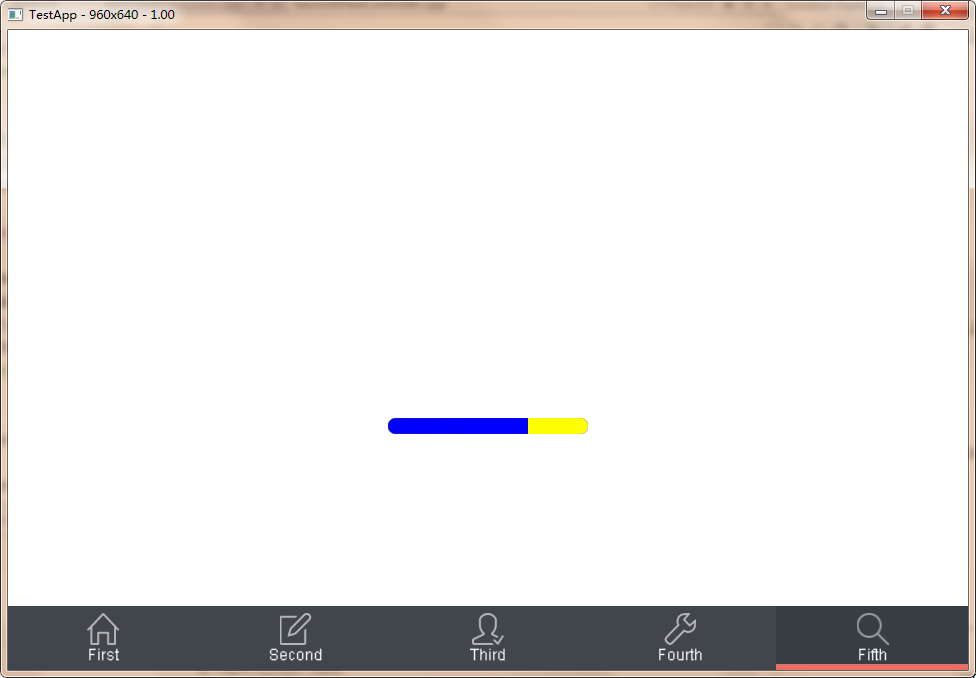 TestApp - 960x640 - 1.00
First Second Third Fourth Fifth